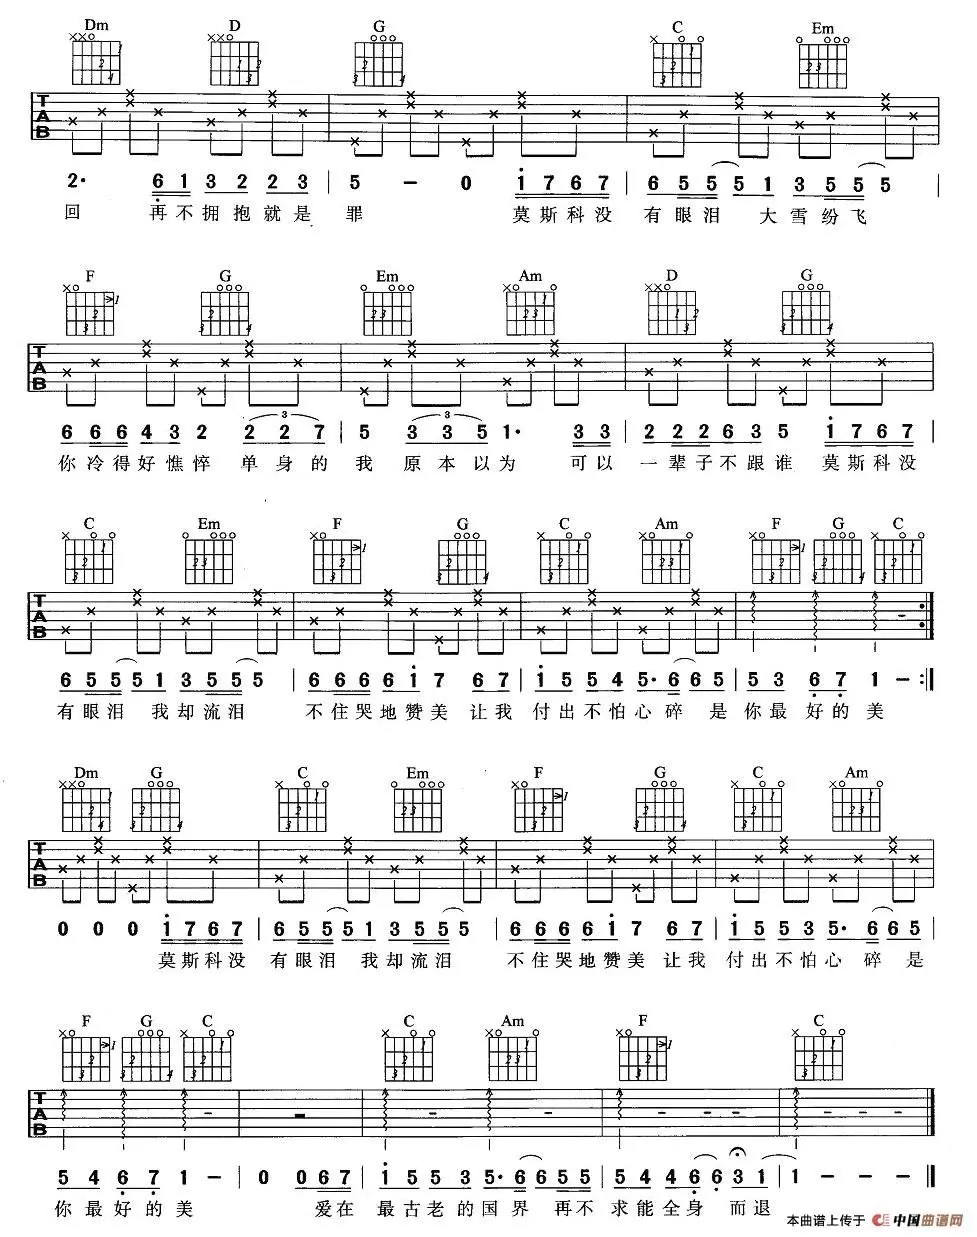 Dm D G C Em
T A B
2· 6 1 3 2 2 3 | 5 － 0 1 7 6 7 | 6 5 5 5 1 3 5 5 5 |
回 再不拥抱就是 罪 莫斯科没 有眼泪 大雪纷飞
F G Em Am D G
T A B
6 6 6 4 3 2 2 2 7 | 5 3 3 5 1· 3 3 | 2 2 2 6 3 5 1 7 6 7 |
你冷得好憔悴 单身的 我 原本以为 可以 一辈子不跟谁 莫斯科没
C Em F G C Am F G C
T A B
6 5 5 5 1 3 5 5 5 | 6 6 6 6 1 7 6 7 | 1 5 5 4 5· 6 6 5 | 5 3 6 7 1 － :||
有眼泪 我却流泪 不住哭地赞美 让我 付出不怕心碎 是 你最 好的 美
Dm G C Em F G C Am
T A B
0 0 0 1 7 6 7 | 6 5 5 5 1 3 5 5 5 | 6 6 6 6 1 7 6 7 | 1 5 5 3 5· 6 6 5 |
莫斯科没 有眼泪 我却流泪 不住哭地赞美 让我 付出不怕心 碎 是
F G C C Am F C
T A B
5 4 6 7 1 － | 0 0 6 7 | 1 5 5 3 5· 6 6 5 5 5 | 5 4 4 6 6 3 1 | 1 － － － ||
你 最 好的 美 爱在 最古老的国界 再不 求能全身 而退
本曲谱上传于 中国曲谱网